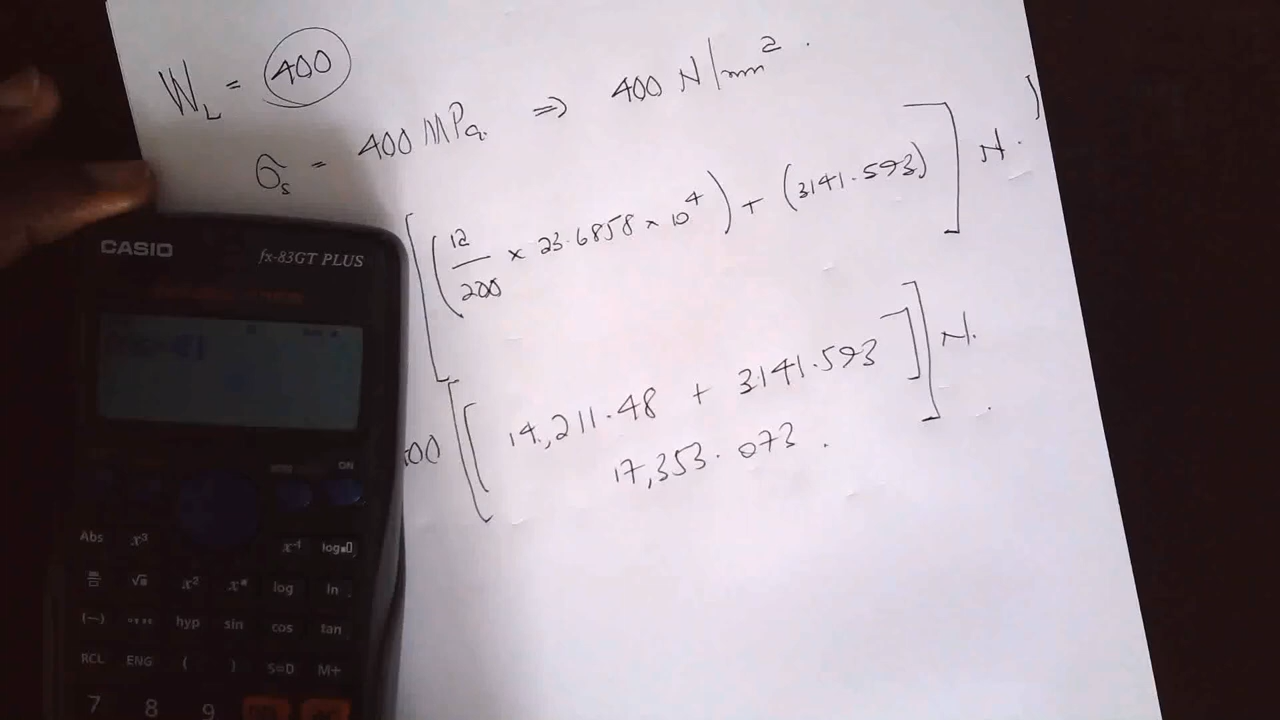 W_L = 400
σ_s = 400 MPa ⇒ 400 N/mm² .
[(12/200 × 23.6858 × 10⁴) + (3141.593)] N . )
00 [[14,211.48 + 3141.593]] N.
17,353.073 .
CASIO
fx-83GT PLUS
ON
Abs x³ x⁻¹ log
√ x² log ln
(−) hyp sin cos tan
RCL ENG ( ) S⇔D M+
7 8 9